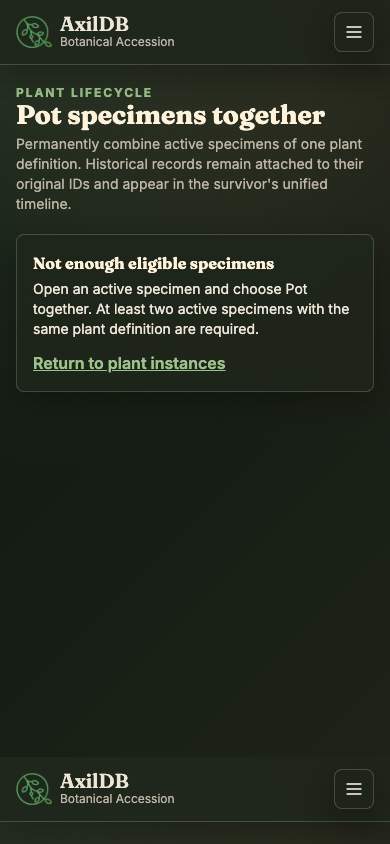 AxilDB
Botanical Accession
PLANT LIFECYCLE
Pot specimens together
Permanently combine active specimens of one plant
definition. Historical records remain attached to their
original IDs and appear in the survivor's unified
timeline.
Not enough eligible specimens
Open an active specimen and choose Pot
together. At least two active specimens with the
same plant definition are required.
Return to plant instances
AxilDB
Botanical Accession